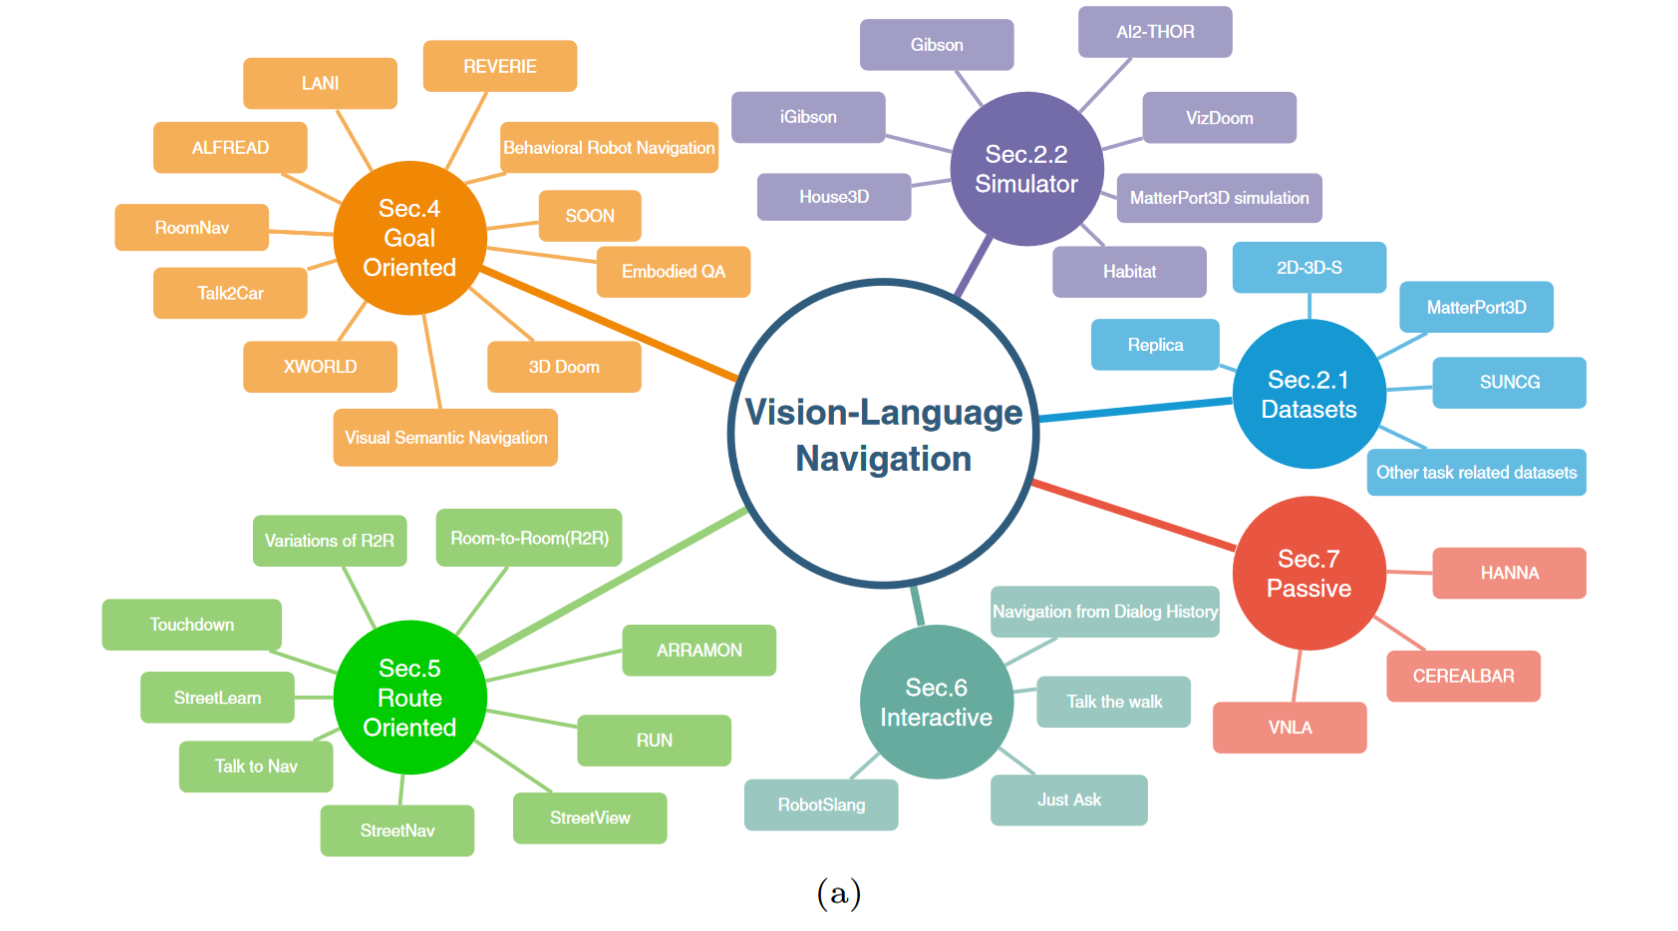 Vision-Language
Navigation
Sec.4
Goal
Oriented
REVERIE
LANI
ALFREAD
Behavioral Robot Navigation
RoomNav
SOON
Talk2Car
Embodied QA
XWORLD
3D Doom
Visual Semantic Navigation
Sec.2.2
Simulator
Gibson
AI2-THOR
iGibson
VizDoom
House3D
MatterPort3D simulation
Habitat
Sec.2.1
Datasets
2D-3D-S
MatterPort3D
Replica
SUNCG
Other task related datasets
Sec.7
Passive
HANNA
CEREALBAR
VNLA
Sec.6
Interactive
Navigation from Dialog History
Talk the walk
Just Ask
RobotSlang
Sec.5
Route
Oriented
Variations of R2R
Room-to-Room(R2R)
Touchdown
ARRAMON
StreetLearn
RUN
Talk to Nav
StreetView
StreetNav
(a)